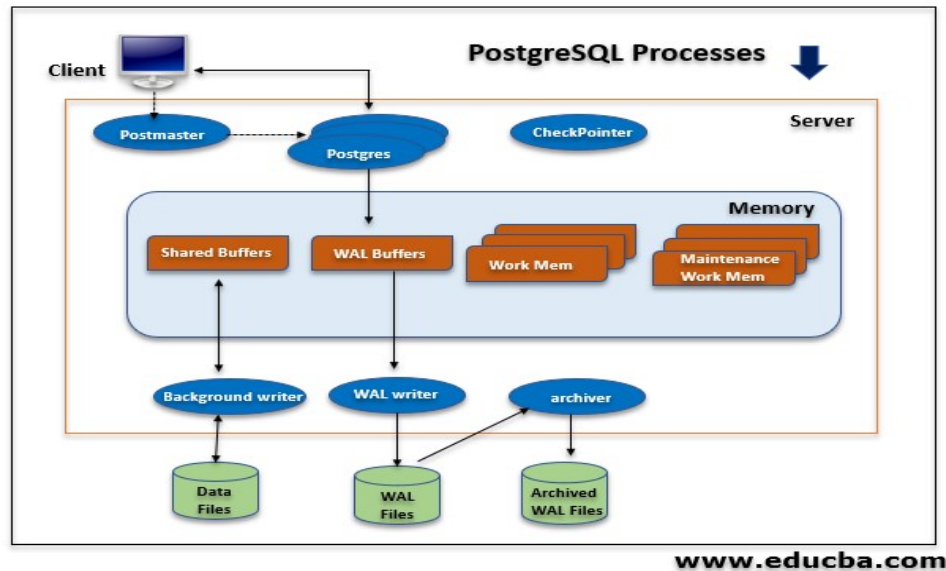 PostgreSQL Processes
Client
Server
Postmaster
CheckPointer
Postgres
Memory
Shared Buffers
WAL Buffers
Work Mem
Maintenance
Work Mem
Background writer
WAL writer
archiver
Data
Files
WAL
Files
Archived
WAL Files
www.educba.com